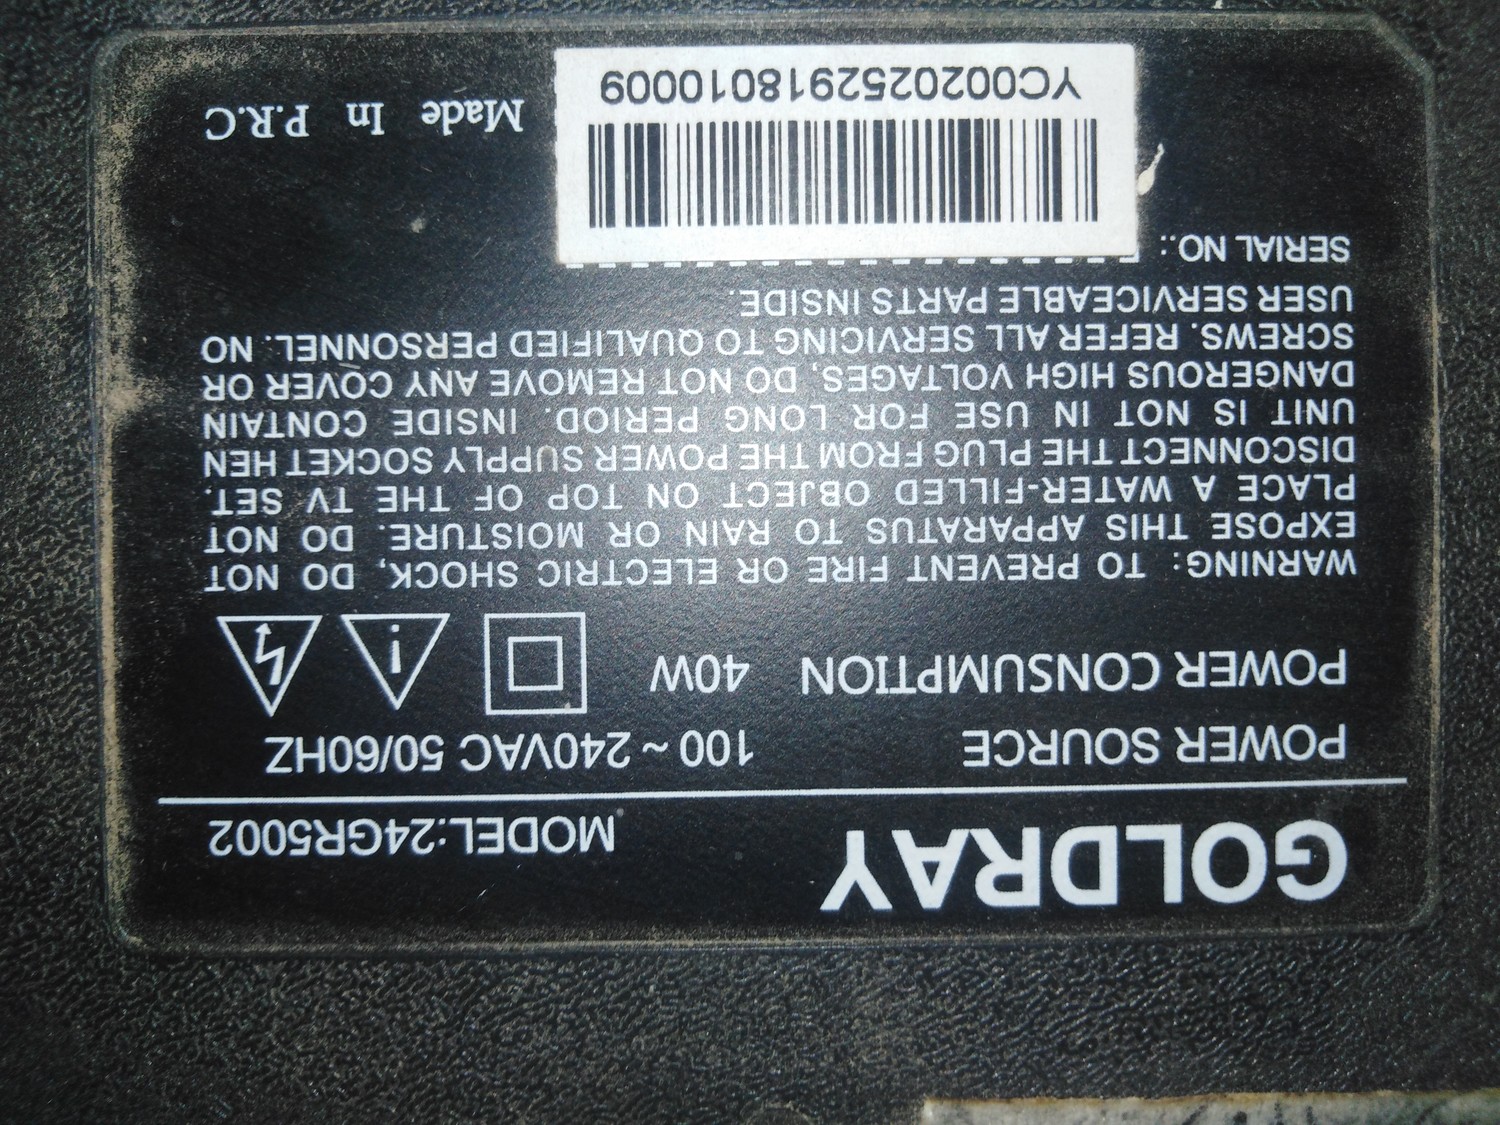 GOLDRAY MODEL:24GR5002
POWER SOURCE 100 ~ 240VAC 50/60HZ
POWER CONSUMPTION 40W
i
WARNING: TO PREVENT FIRE OR ELECTRIC SHOCK, DO NOT
EXPOSE THIS APPARATUS TO RAIN OR MOISTURE. DO NOT
PLACE A WATER-FILLED OBJECT ON TOP OF THE TV SET.
DISCONNECT THE PLUG FROM THE POWER SUPPLY SOCKET HEN
UNIT IS NOT IN USE FOR LONG PERIOD. INSIDE CONTAIN
DANGEROUS HIGH VOLTAGES, DO NOT REMOVE ANY COVER OR
SCREWS. REFER ALL SERVICING TO QUALIFIED PERSONNEL. NO
USER SERVICEABLE PARTS INSIDE.
SERIAL NO.:
YC0020252918010009
Made In P.R.C